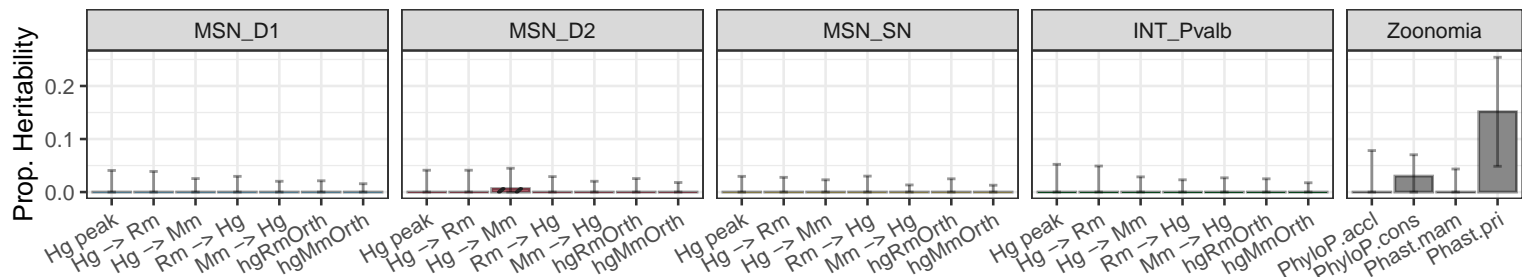 MSN_D1
MSN_D2
MSN_SN
INT_Pvalb
Zoonomia
Prop. Heritability
0.2
0.1
0.0
Hg peak
Hg –> Rm
Hg –> Mm
Rm –> Hg
Mm –> Hg
hgRmOrth
hgMmOrth
Hg peak
Hg –> Rm
Hg –> Mm
Rm –> Hg
Mm –> Hg
hgRmOrth
hgMmOrth
Hg peak
Hg –> Rm
Hg –> Mm
Rm –> Hg
Mm –> Hg
hgRmOrth
hgMmOrth
Hg peak
Hg –> Rm
Hg –> Mm
Rm –> Hg
Mm –> Hg
hgRmOrth
hgMmOrth
PhyloP.accl
PhyloP.cons
Phast.mam
Phast.pri